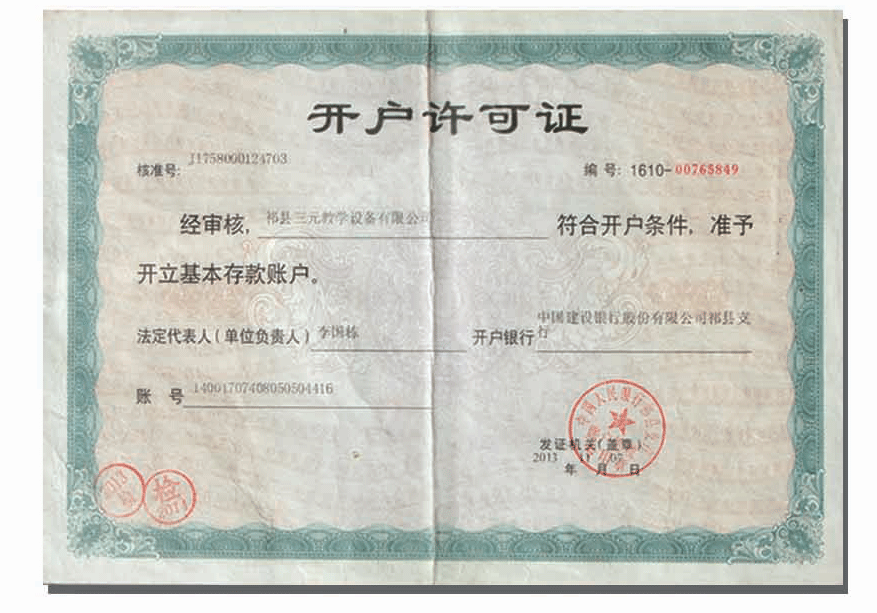 开户许可证
核准号: J1758000124703
编 号: 1610-00765849
经审核, 祁县三元教学设备有限公司 符合开户条件, 准予
开立基本存款账户。
法定代表人(单位负责人) 李国栋 开户银行 中国建设银行股份有限公司祁县支行
账 号 14001707408050504416
发证机关(盖章)
2013 年 11 月 07 日
2013
检
2014